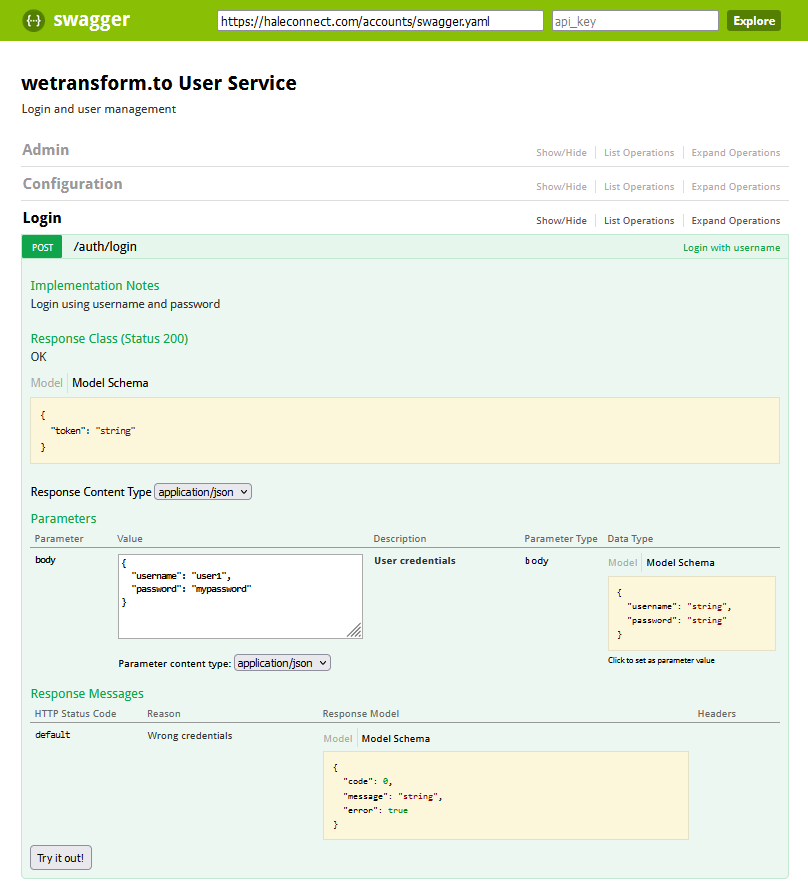 {···} swagger https://haleconnect.com/accounts/swagger.yaml api_key Explore
wetransform.to User Service
Login and user management
Admin Show/Hide List Operations Expand Operations
Configuration Show/Hide List Operations Expand Operations
Login Show/Hide List Operations Expand Operations
POST /auth/login Login with username
Implementation Notes
Login using username and password
Response Class (Status 200)
OK
Model Model Schema
{
"token": "string"
}
Response Content Type application/json
Parameters
Parameter Value Description Parameter Type Data Type
body
{
"username": "user1",
"password": "mypassword"
}
Parameter content type: application/json
User credentials
body
Model Model Schema
{
"username": "string",
"password": "string"
}
Click to set as parameter value
Response Messages
HTTP Status Code Reason Response Model Headers
default Wrong credentials
Model Model Schema
{
"code": 0,
"message": "string",
"error": true
}
Try it out!